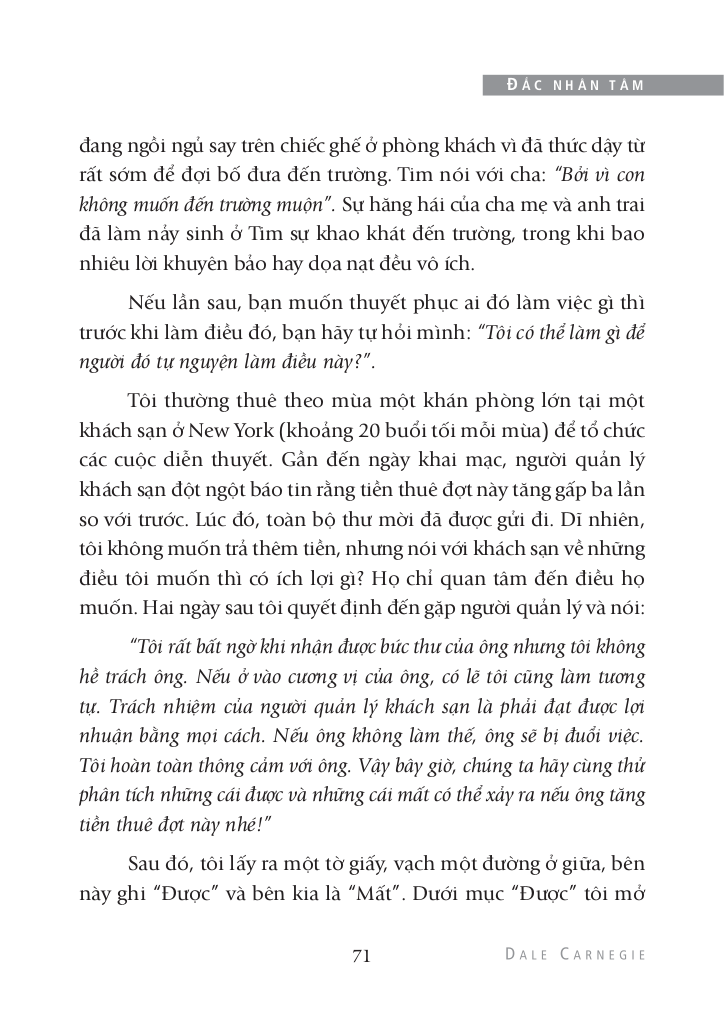 ĐẮC NHÂN TÂM
đang ngồi ngủ say trên chiếc ghế ở phòng khách vì đã thức dậy từ
rất sớm để đợi bố đưa đến trường. Tim nói với cha: “Bởi vì con
không muốn đến trường muộn”. Sự hăng hái của cha mẹ và anh trai
đã làm nảy sinh ở Tim sự khao khát đến trường, trong khi bao
nhiêu lời khuyên bảo hay dọa nạt đều vô ích.
Nếu lần sau, bạn muốn thuyết phục ai đó làm việc gì thì
trước khi làm điều đó, bạn hãy tự hỏi mình: “Tôi có thể làm gì để
người đó tự nguyện làm điều này?”.
Tôi thường thuê theo mùa một khán phòng lớn tại một
khách sạn ở New York (khoảng 20 buổi tối mỗi mùa) để tổ chức
các cuộc diễn thuyết. Gần đến ngày khai mạc, người quản lý
khách sạn đột ngột báo tin rằng tiền thuê đợt này tăng gấp ba lần
so với trước. Lúc đó, toàn bộ thư mời đã được gửi đi. Dĩ nhiên,
tôi không muốn trả thêm tiền, nhưng nói với khách sạn về những
điều tôi muốn thì có ích lợi gì? Họ chỉ quan tâm đến điều họ
muốn. Hai ngày sau tôi quyết định đến gặp người quản lý và nói:
“Tôi rất bất ngờ khi nhận được bức thư của ông nhưng tôi không
hề trách ông. Nếu ở vào cương vị của ông, có lẽ tôi cũng làm tương
tự. Trách nhiệm của người quản lý khách sạn là phải đạt được lợi
nhuận bằng mọi cách. Nếu ông không làm thế, ông sẽ bị đuổi việc.
Tôi hoàn toàn thông cảm với ông. Vậy bây giờ, chúng ta hãy cùng thử
phân tích những cái được và những cái mất có thể xảy ra nếu ông tăng
tiền thuê đợt này nhé!”
Sau đó, tôi lấy ra một tờ giấy, vạch một đường ở giữa, bên
này ghi “Được” và bên kia là “Mất”. Dưới mục “Được” tôi mở
71
DALE CARNEGIE